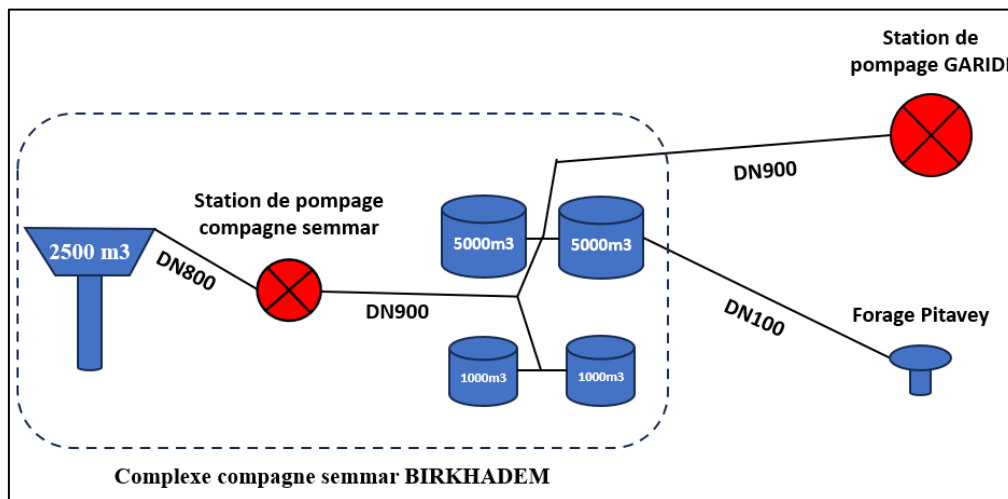 Station de
pompage GARIDI
DN900
Station de pompage
compagne semmar
2500 m3
DN800
5000m3
5000m3
DN900
DN100
Forage Pitavey
1000m3
1000m3
Complexe compagne semmar BIRKHADEM